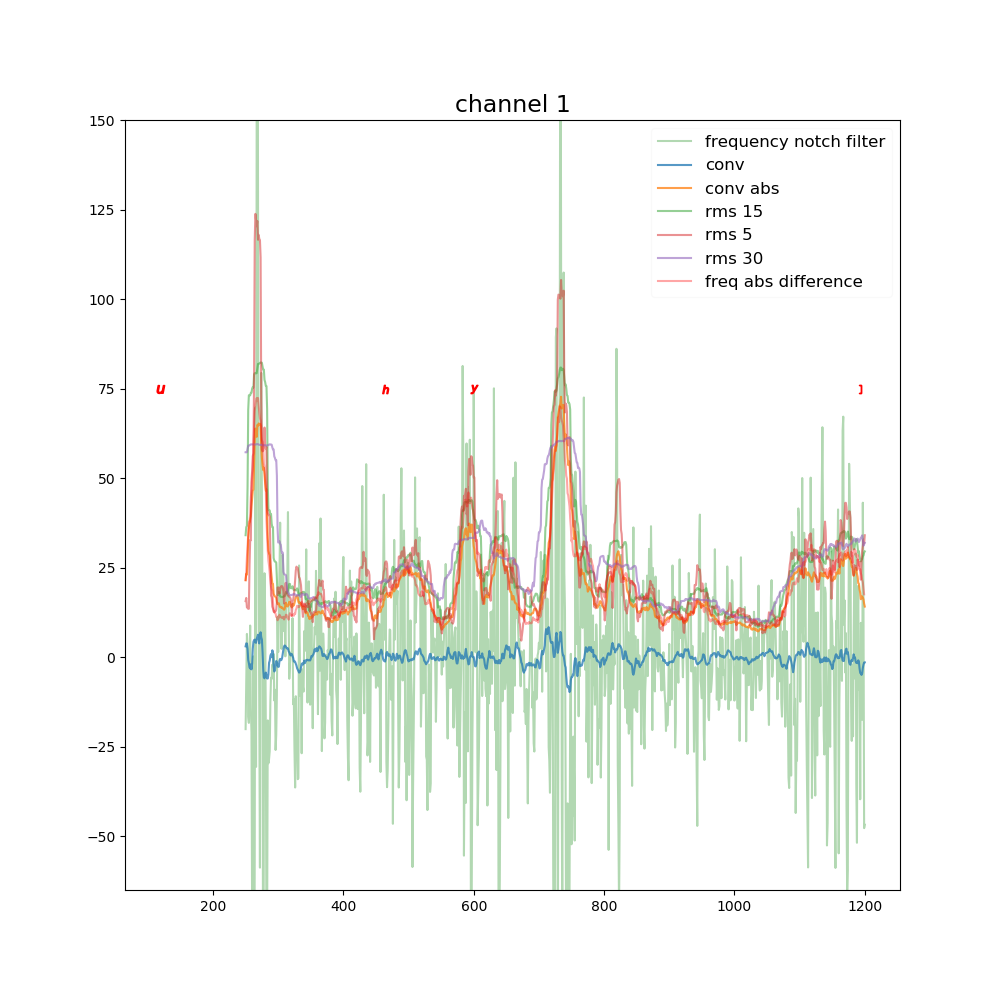 channel 1
150
125
100
75
50
25
0
−25
−50
200
400
600
800
1000
1200
frequency notch filter
conv
conv abs
rms 15
rms 5
rms 30
freq abs difference
u
h
y